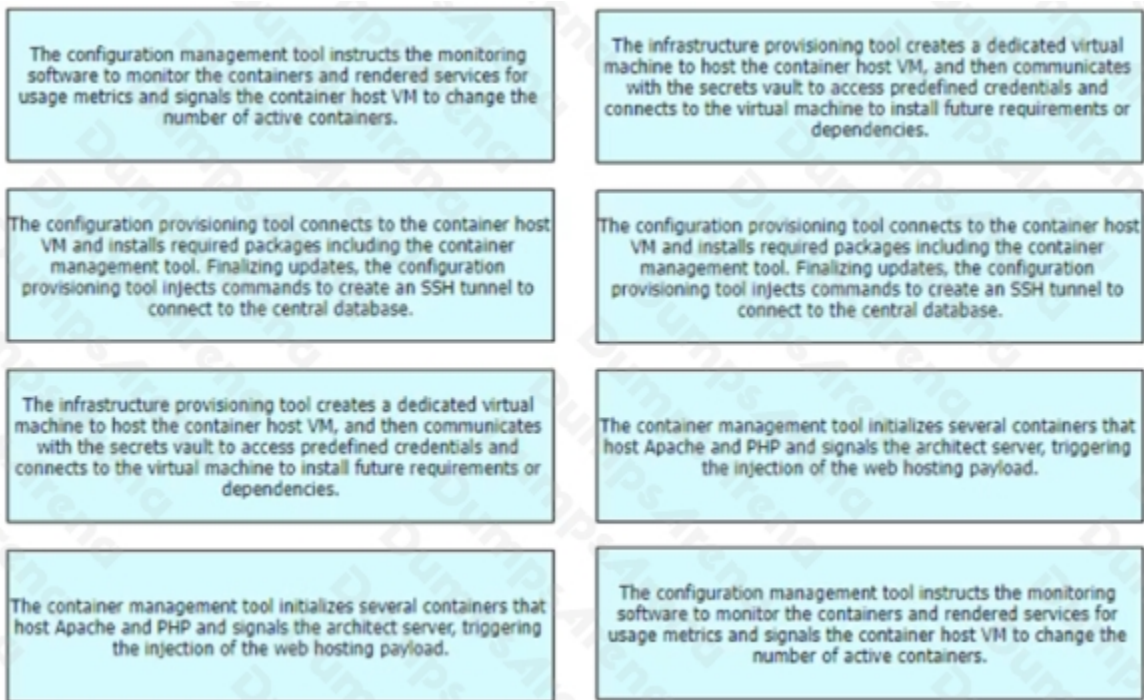 The configuration management tool instructs the monitoring
software to monitor the containers and rendered services for
usage metrics and signals the container host VM to change the
number of active containers.
The infrastructure provisioning tool creates a dedicated virtual
machine to host the container host VM, and then communicates
with the secrets vault to access predefined credentials and
connects to the virtual machine to install future requirements or
dependencies.
The configuration provisioning tool connects to the container host
VM and installs required packages including the container
management tool. Finalizing updates, the configuration
provisioning tool injects commands to create an SSH tunnel to
connect to the central database.
The configuration provisioning tool connects to the container host
VM and installs required packages including the container
management tool. Finalizing updates, the configuration
provisioning tool injects commands to create an SSH tunnel to
connect to the central database.
The infrastructure provisioning tool creates a dedicated virtual
machine to host the container host VM, and then communicates
with the secrets vault to access predefined credentials and
connects to the virtual machine to install future requirements or
dependencies.
The container management tool initializes several containers that
host Apache and PHP and signals the architect server, triggering
the injection of the web hosting payload.
The container management tool initializes several containers that
host Apache and PHP and signals the architect server, triggering
the injection of the web hosting payload.
The configuration management tool instructs the monitoring
software to monitor the containers and rendered services for
usage metrics and signals the container host VM to change the
number of active containers.
DumpsArena